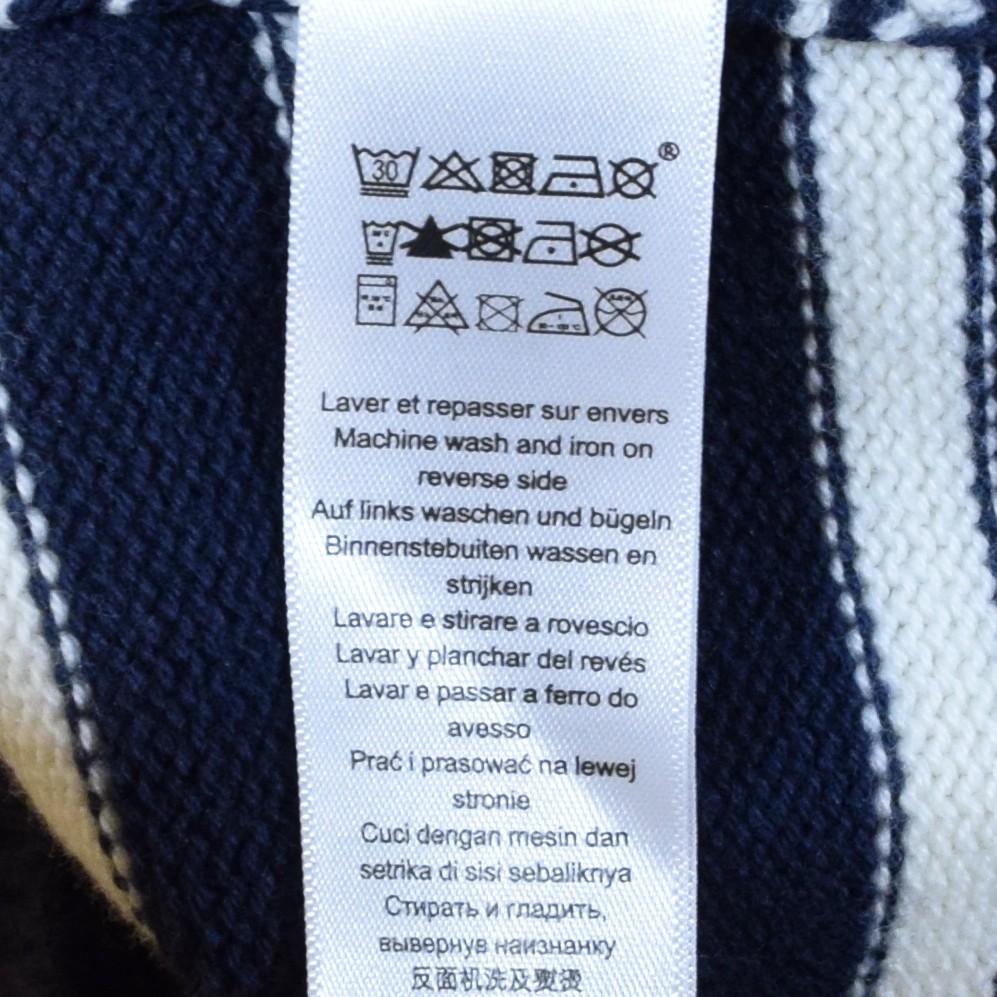 30
®
Laver et repasser sur envers
Machine wash and iron on
reverse side
Auf links waschen und bügeln
Binnenstebuiten wassen en
strijken
Lavare e stirare a rovescio
Lavar y planchar del revés
Lavar e passar a ferro do
avesso
Prać i prasować na lewej
stronie
Cuci dengan mesin dan
setrika di sisi sebaliknya
Стирать и гладить,
вывернув наизнанку
反面机洗及熨烫